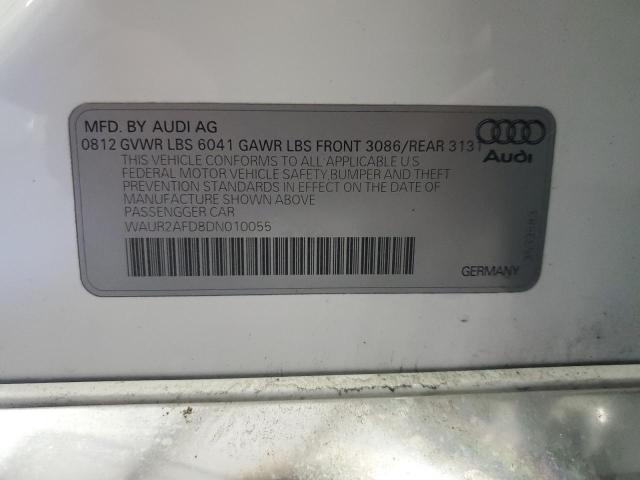 MFD. BY AUDI AG
0812 GVWR LBS 6041 GAWR LBS FRONT 3086/REAR 3131
THIS VEHICLE CONFORMS TO ALL APPLICABLE U.S
FEDERAL MOTOR VEHICLE SAFETY,BUMPER AND THEFT
PREVENTION STANDARDS IN EFFECT ON THE DATE OF
MANUFACTURE SHOWN ABOVE
PASSENGGER CAR
WAUR2AFD8DN010055
Audi
GERMANY